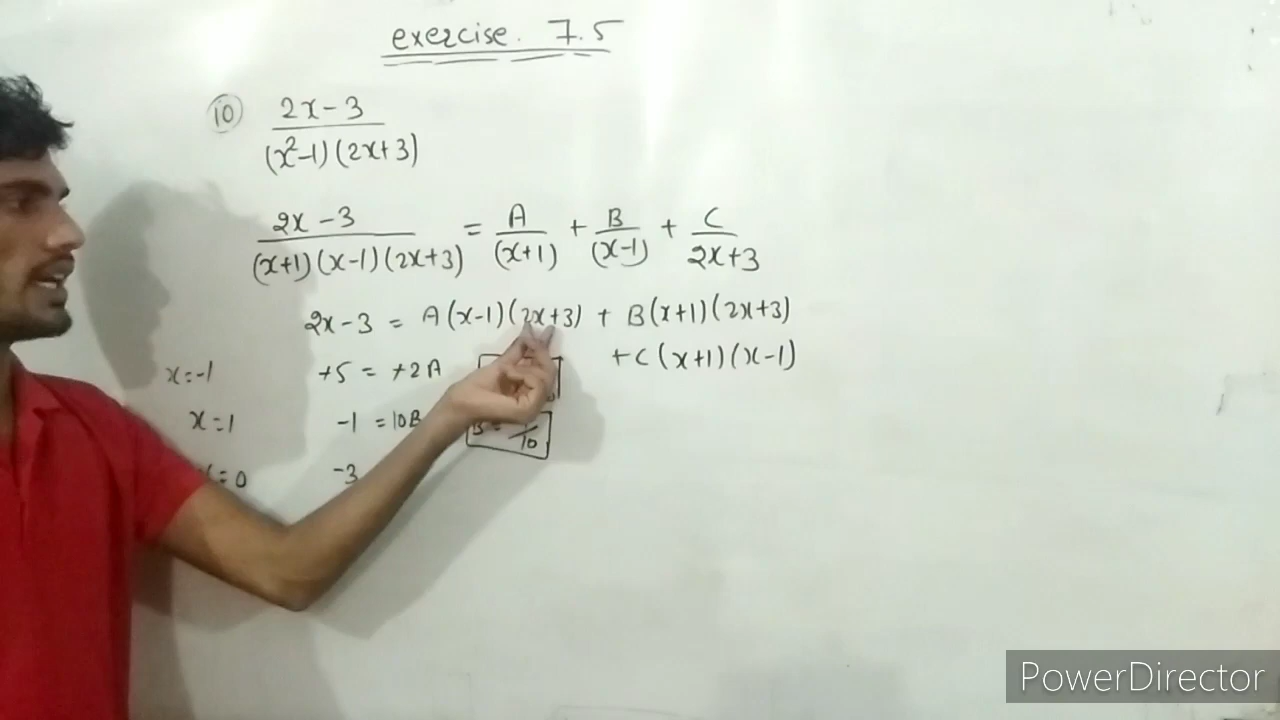 exercise. 7.5
10 2x-3
(x²-1)(2x+3)
2x-3 = A + B + C
(x+1)(x-1)(2x+3) (x+1) (x-1) 2x+3
2x-3 = A(x-1)(2x+3) + B(x+1)(2x+3)
+C(x+1)(x-1)
x=-1 +5 = +2A
x=1 -1 = 10B
=0 -3
PowerDirector